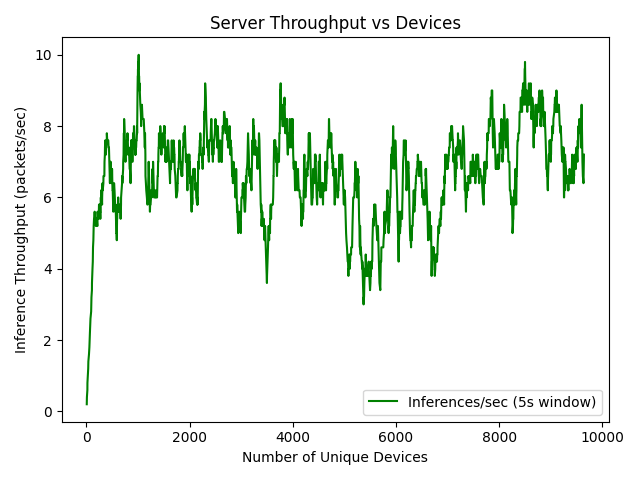 Server Throughput vs Devices
Inference Throughput (packets/sec)
10
8
6
4
2
0
0 2000 4000 6000 8000 10000
Number of Unique Devices
Inferences/sec (5s window)